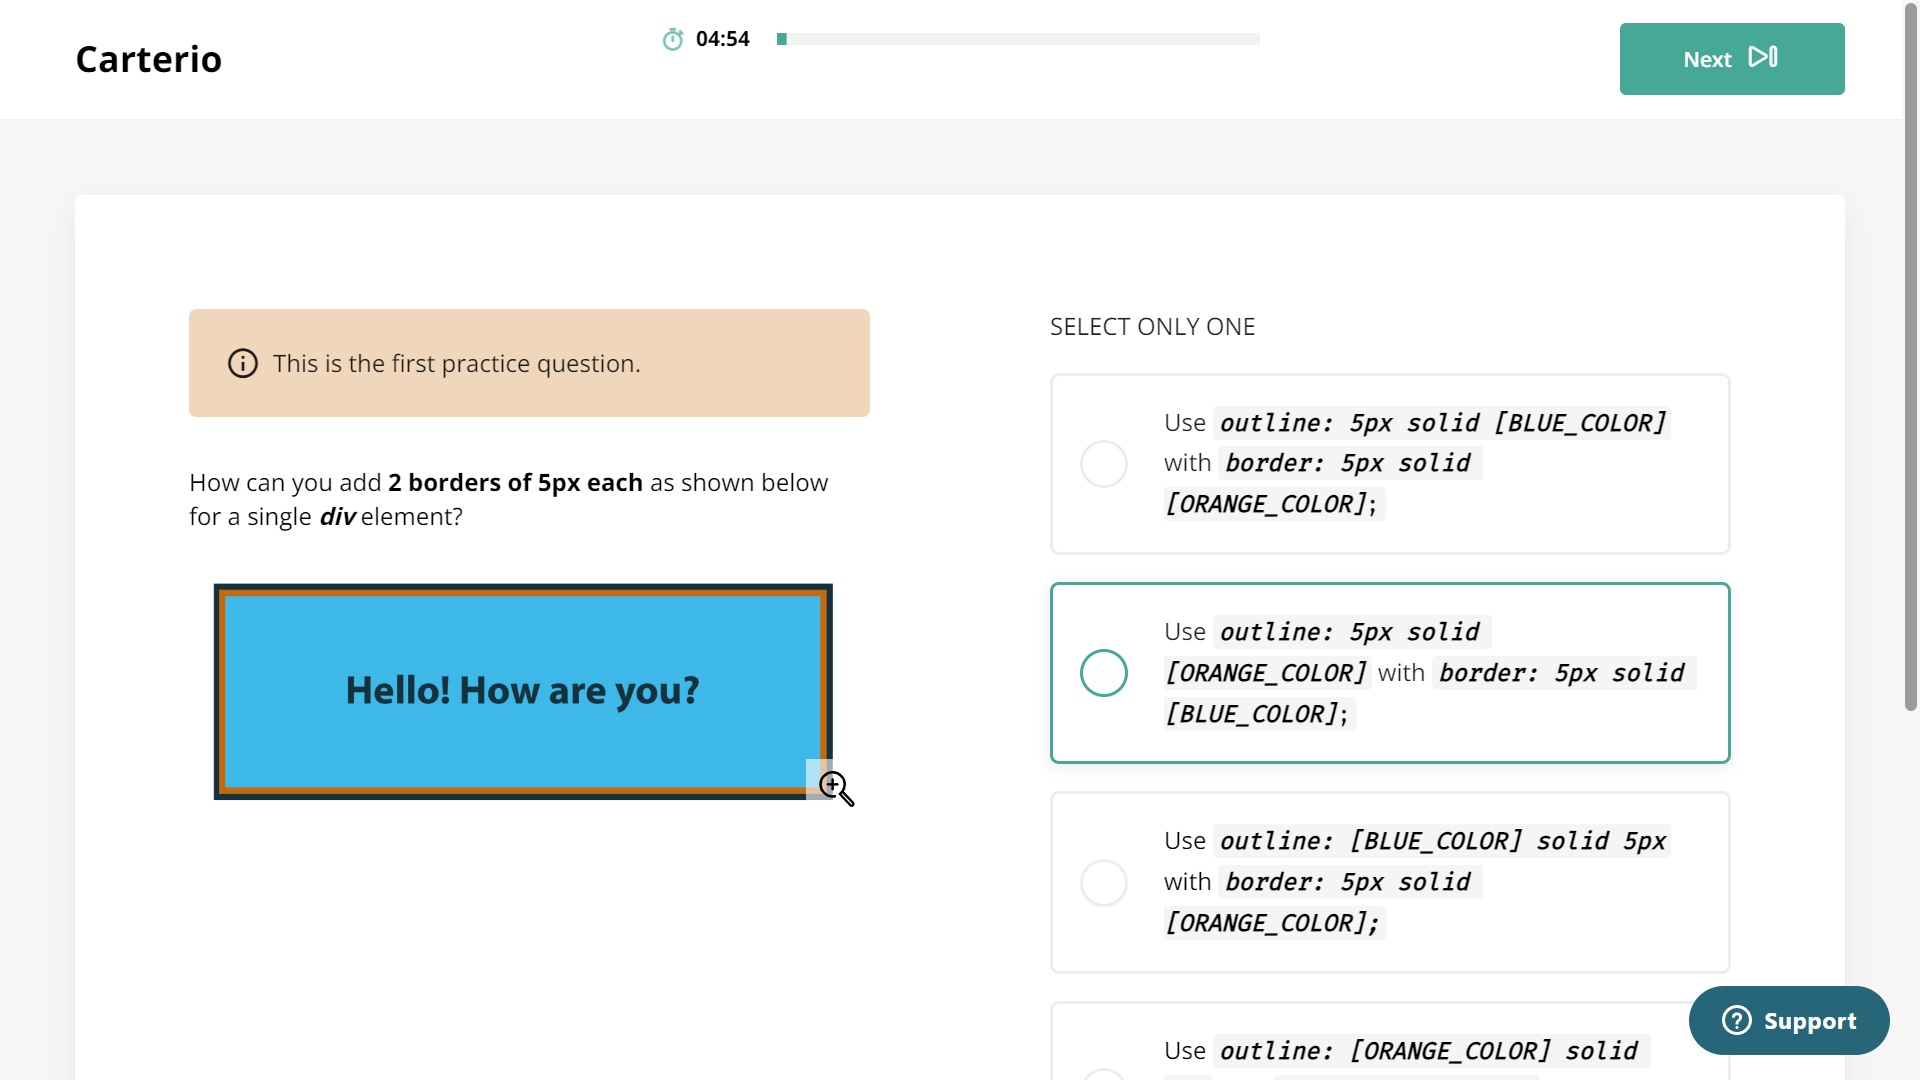 Carterio
04:54
Next
This is the first practice question.
How can you add 2 borders of 5px each as shown below
for a single div element?
Hello! How are you?
SELECT ONLY ONE
Use outline: 5px solid [BLUE_COLOR]
with border: 5px solid
[ORANGE_COLOR];
Use outline: 5px solid
[ORANGE_COLOR] with border: 5px solid
[BLUE_COLOR];
Use outline: [BLUE_COLOR] solid 5px
with border: 5px solid
[ORANGE_COLOR];
Use outline: [ORANGE_COLOR] solid
Support